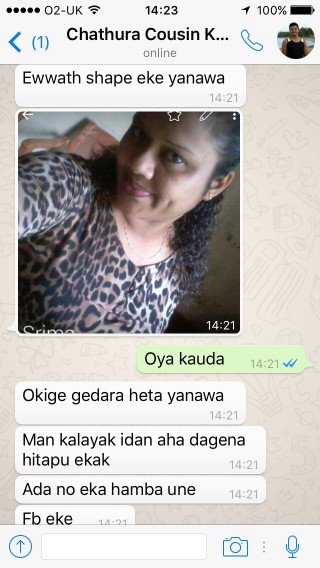 O2-UK
14:23
100%
(1)
Chathura Cousin K...
online
Ewwath shape eke yanawa
14:21
Srima
14:21
Oya kauda
14:21
Okige gedara heta yanawa
14:21
Man kalayak idan aha dagena
hitapu ekak
14:21
Ada no eka hamba une
14:21
Fb eke
14:21